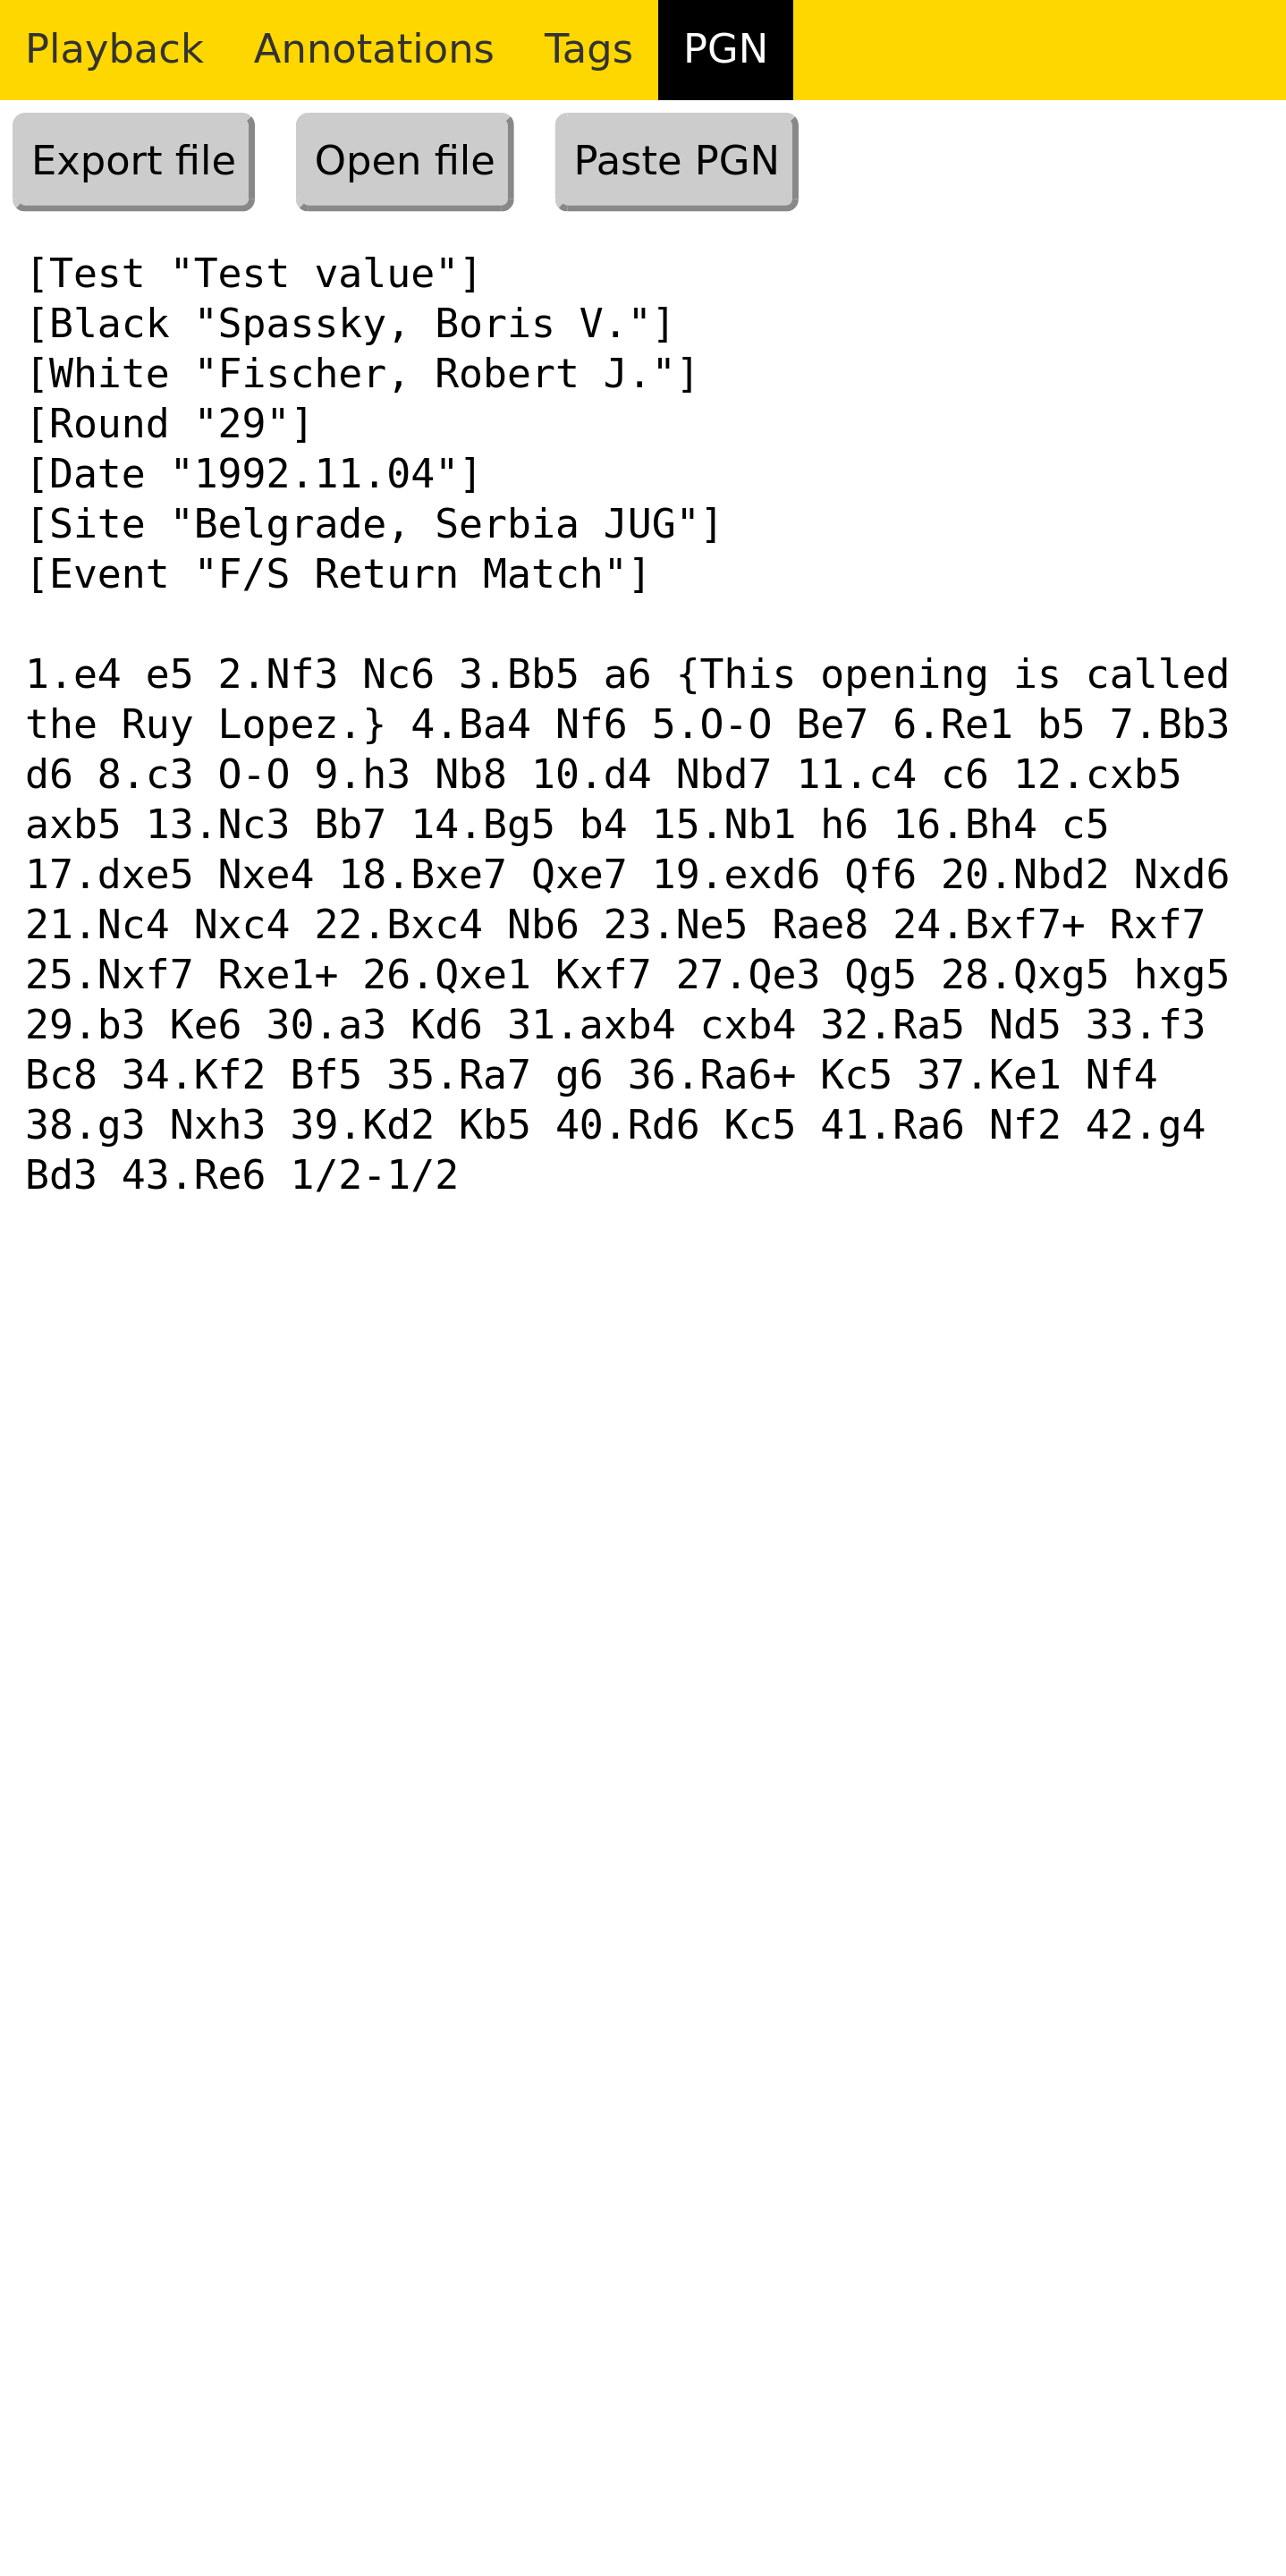 Playback Annotations Tags PGN
Export file Open file Paste PGN
[Test "Test value"]
[Black "Spassky, Boris V."]
[White "Fischer, Robert J."]
[Round "29"]
[Date "1992.11.04"]
[Site "Belgrade, Serbia JUG"]
[Event "F/S Return Match"]
1.e4 e5 2.Nf3 Nc6 3.Bb5 a6 {This opening is called
the Ruy Lopez.} 4.Ba4 Nf6 5.O-O Be7 6.Re1 b5 7.Bb3
d6 8.c3 O-O 9.h3 Nb8 10.d4 Nbd7 11.c4 c6 12.cxb5
axb5 13.Nc3 Bb7 14.Bg5 b4 15.Nb1 h6 16.Bh4 c5
17.dxe5 Nxe4 18.Bxe7 Qxe7 19.exd6 Qf6 20.Nbd2 Nxd6
21.Nc4 Nxc4 22.Bxc4 Nb6 23.Ne5 Rae8 24.Bxf7+ Rxf7
25.Nxf7 Rxe1+ 26.Qxe1 Kxf7 27.Qe3 Qg5 28.Qxg5 hxg5
29.b3 Ke6 30.a3 Kd6 31.axb4 cxb4 32.Ra5 Nd5 33.f3
Bc8 34.Kf2 Bf5 35.Ra7 g6 36.Ra6+ Kc5 37.Ke1 Nf4
38.g3 Nxh3 39.Kd2 Kb5 40.Rd6 Kc5 41.Ra6 Nf2 42.g4
Bd3 43.Re6 1/2-1/2